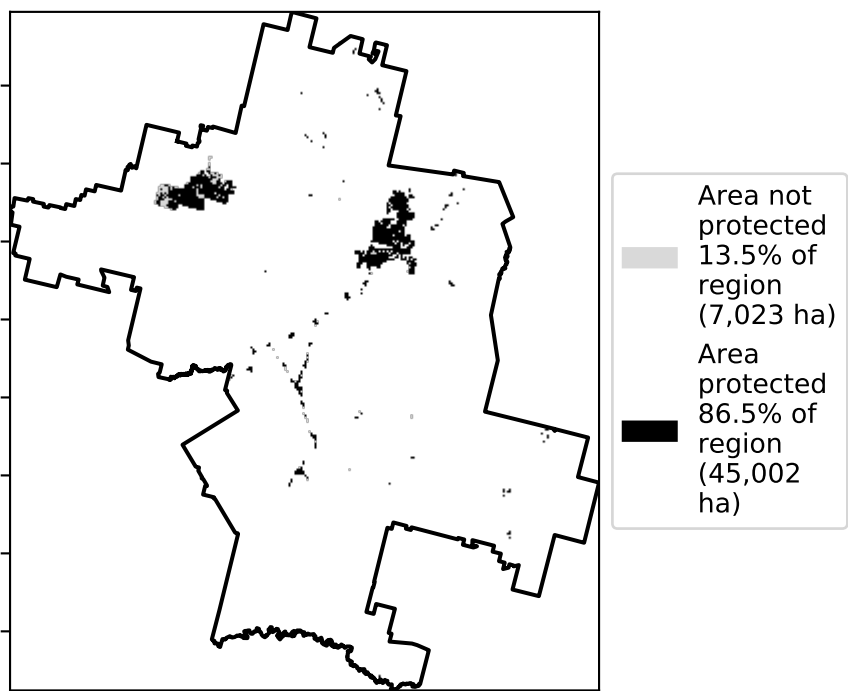 Area not
protected
13.5% of
region
(7,023 ha)
Area
protected
86.5% of
region
(45,002
ha)